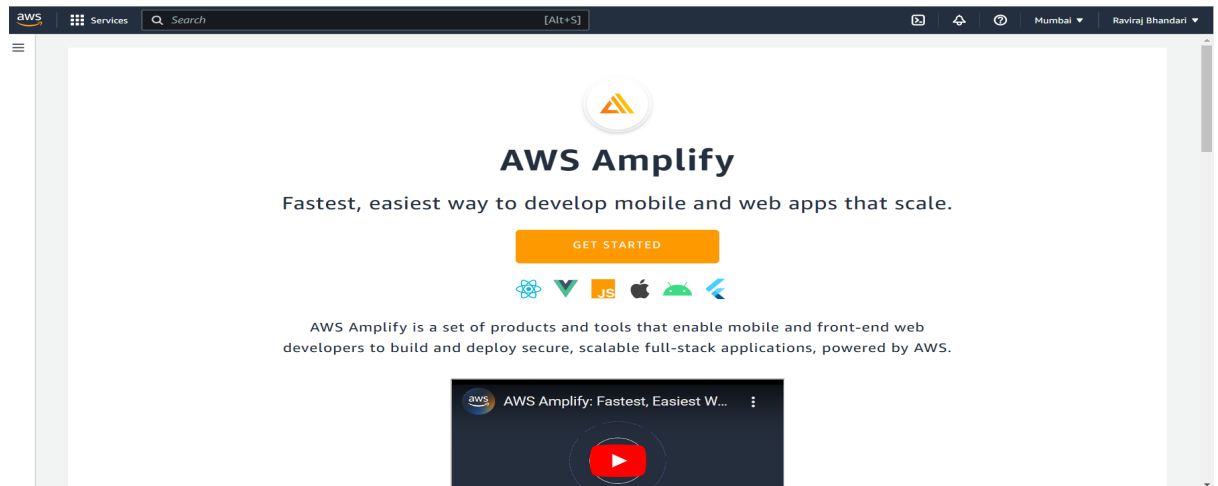 aws
Services
Search
[Alt+S]
Mumbai
Raviraj Bhandari
AWS Amplify
Fastest, easiest way to develop mobile and web apps that scale.
GET STARTED
JS
AWS Amplify is a set of products and tools that enable mobile and front-end web
developers to build and deploy secure, scalable full-stack applications, powered by AWS.
aws
AWS Amplify: Fastest, Easiest W...